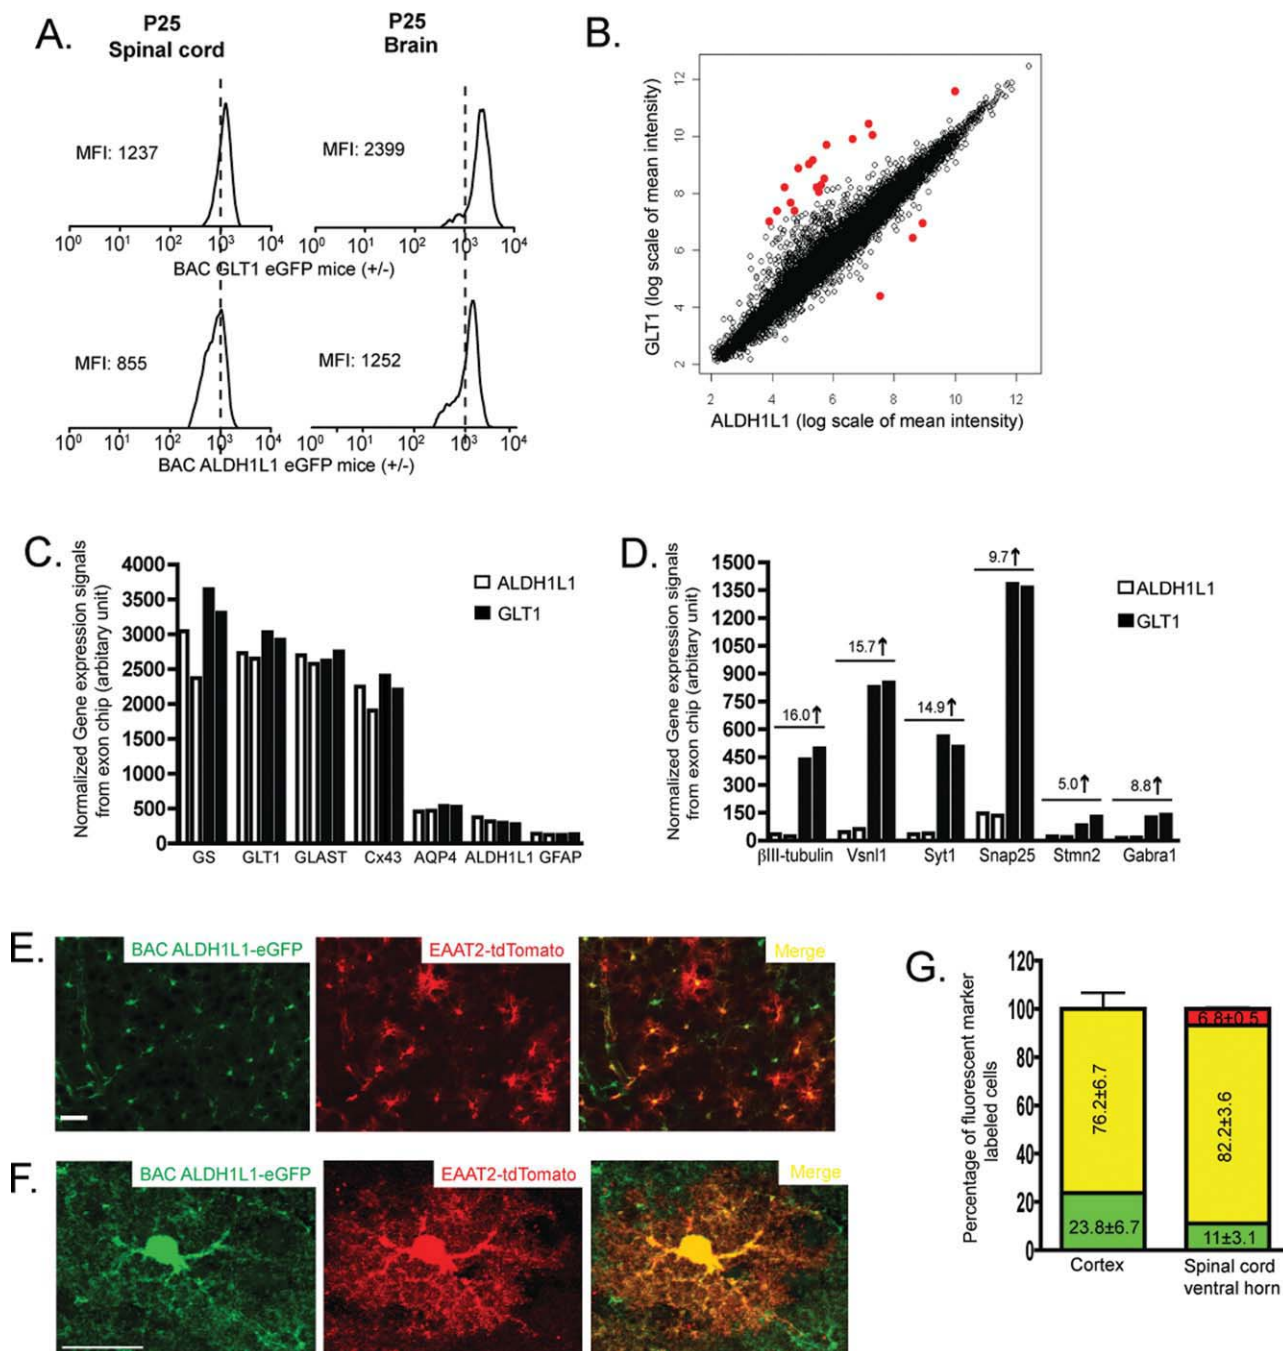 A.
P25
Spinal cord
P25
Brain
MFI: 1237
MFI: 2399
10⁰ 10¹ 10² 10³ 10⁴
10⁰ 10¹ 10² 10³ 10⁴
BAC GLT1 eGFP mice (+/-)
MFI: 855
MFI: 1252
10⁰ 10¹ 10² 10³ 10⁴
10⁰ 10¹ 10² 10³ 10⁴
BAC ALDH1L1 eGFP mice (+/-)
B.
GLT1 (log scale of mean intensity)
12
10
8
6
4
2
2 4 6 8 10 12
ALDH1L1 (log scale of mean intensity)
C.
Normalized Gene expression signals
from exon chip (arbitary unit)
4000
3500
3000
2500
2000
1500
1000
500
0
ALDH1L1
GLT1
GS GLT1 GLAST Cx43 AQP4 ALDH1L1 GFAP
D.
Normalized Gene expression signals
from exon chip (arbitary unit)
1500
1350
1200
1050
900
750
600
450
300
150
0
16.0↑
15.7↑
14.9↑
9.7↑
5.0↑
8.8↑
ALDH1L1
GLT1
βIII-tubulin Vsnl1 Syt1 Snap25 Stmn2 Gabra1
E.
BAC ALDH1L1-eGFP
EAAT2-tdTomato
Merge
F.
BAC ALDH1L1-eGFP
EAAT2-tdTomato
Merge
G.
Percentage of fluorescent marker
labeled cells
120
100
80
60
40
20
0
76.2±6.7
23.8±6.7
6.8±0.5
82.2±3.6
11±3.1
Cortex
Spinal cord
ventral horn